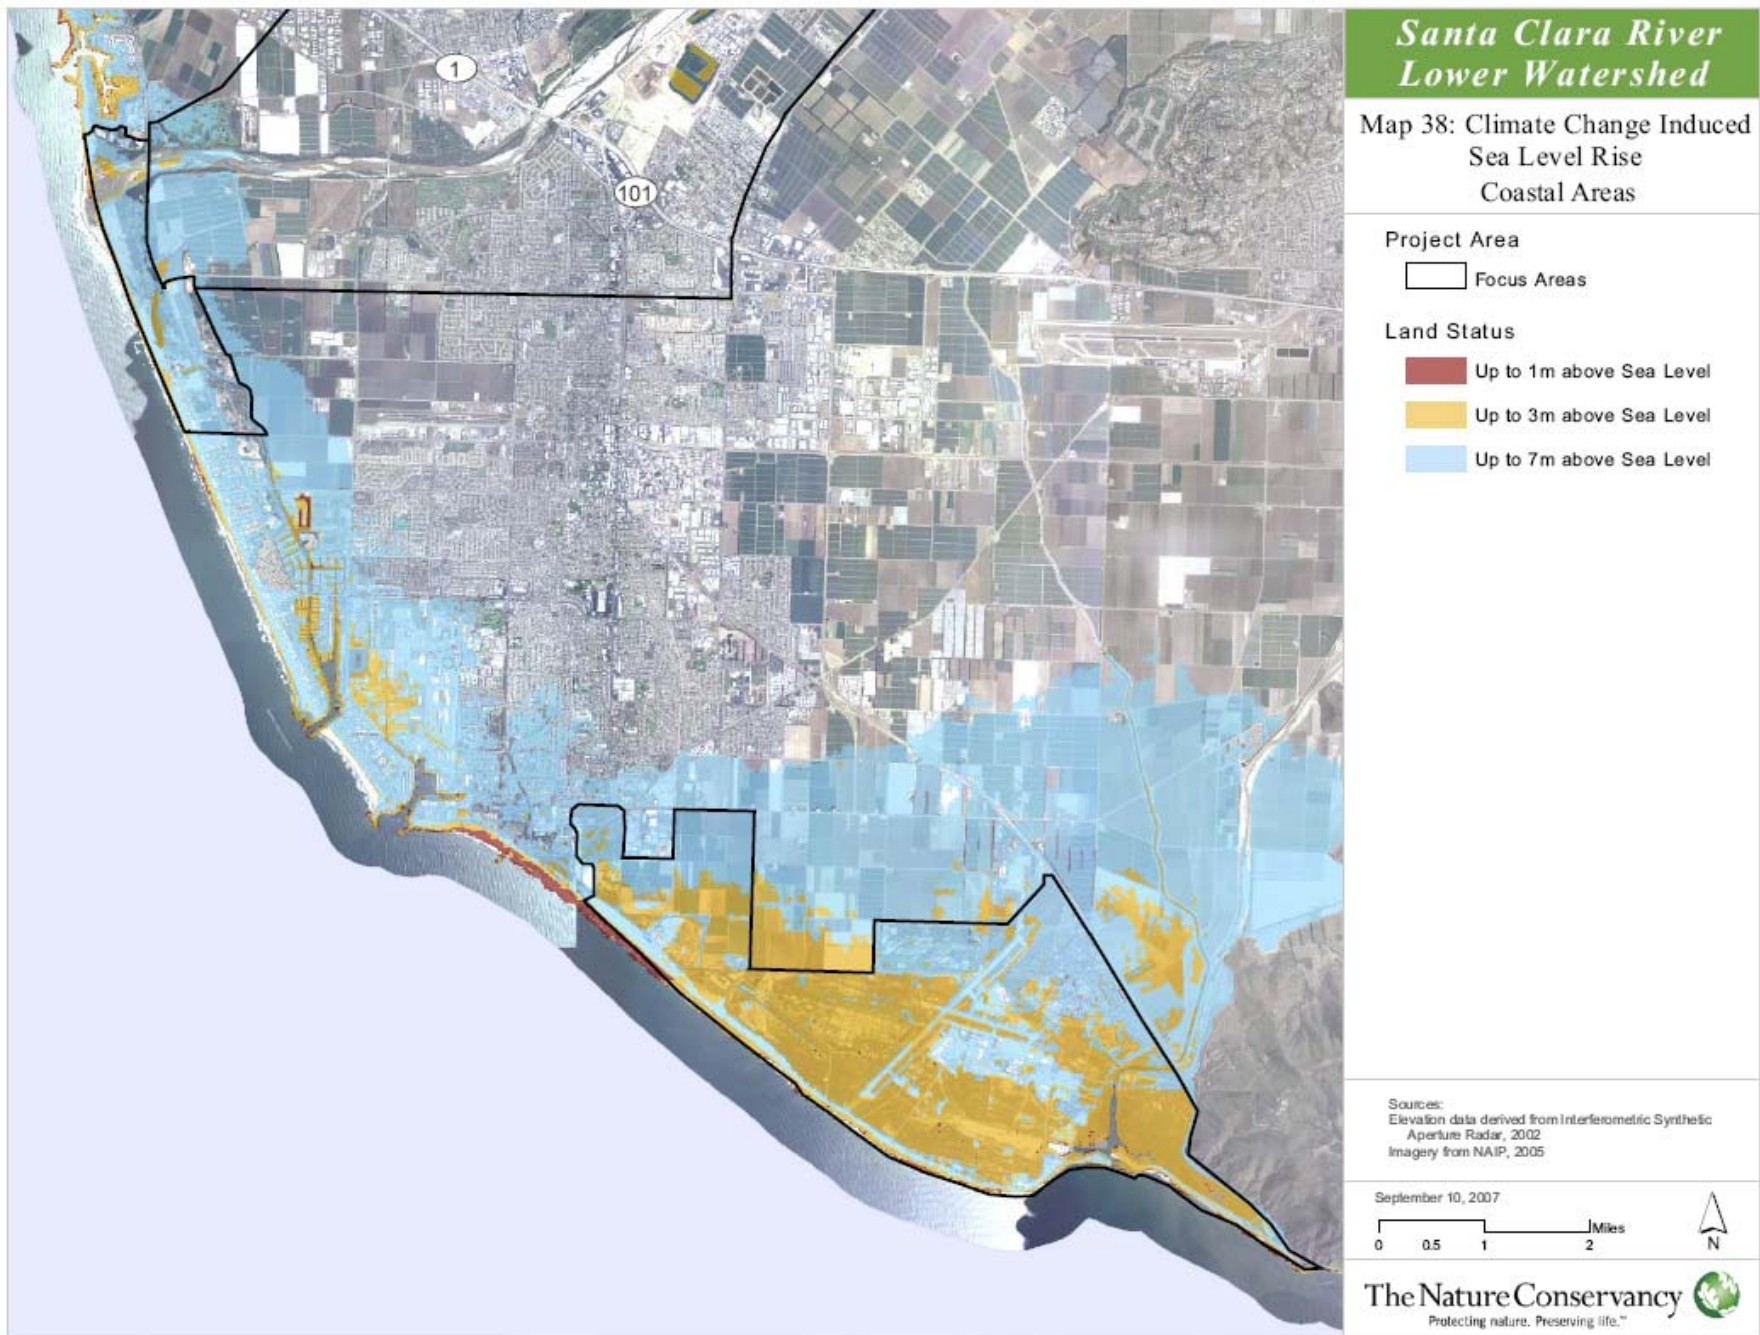 Santa Clara River
Lower Watershed
Map 38: Climate Change Induced
Sea Level Rise
Coastal Areas
Project Area
Focus Areas
Land Status
Up to 1m above Sea Level
Up to 3m above Sea Level
Up to 7m above Sea Level
1
101
Sources:
Elevation data derived from Interferometric Synthetic
Aperture Radar, 2002
Imagery from NAIP, 2005
September 10, 2007
Miles
0 0.5 1 2
N
The Nature Conservancy
Protecting nature. Preserving life.™